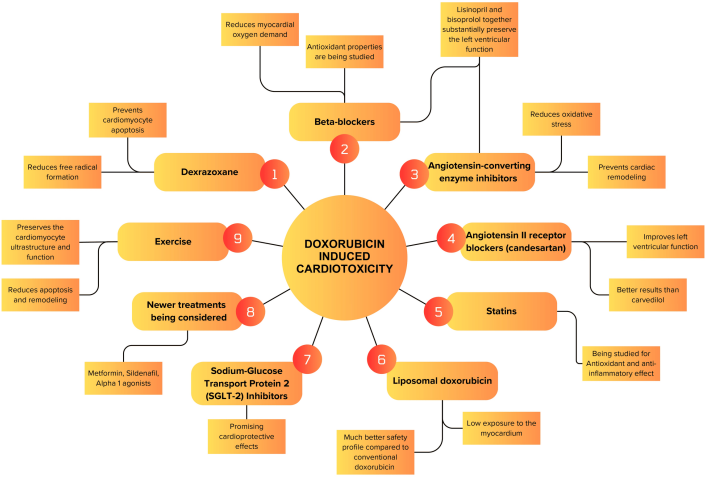 DOXORUBICIN
INDUCED
CARDIOTOXICITY
1
Dexrazoxane
Prevents
cardiomyocyte
apoptosis
Reduces free radical
formation
2
Beta-blockers
Reduces myocardial
oxygen demand
Antioxidant properties
are being studied
Lisinopril and
bisoprolol together
substantially preserve
the left ventricular
function
3
Angiotensin-converting
enzyme inhibitors
Reduces oxidative
stress
Prevents cardiac
remodeling
4
Angiotensin II receptor
blockers (candesartan)
Improves left
ventricular function
Better results than
carvedilol
5
Statins
Being studied for
Antioxidant and anti-
inflammatory effect
6
Liposomal doxorubicin
Low exposure to the
myocardium
Much better safety
profile compared to
conventional
doxorubicin
7
Sodium-Glucose
Transport Protein 2
(SGLT-2) Inhibitors
Promising
cardioprotective
effects
8
Newer treatments
being considered
Metformin, Sildenafil,
Alpha 1 agonists
9
Exercise
Preserves the
cardiomyocyte
ultrastructure and
function
Reduces apoptosis
and remodeling